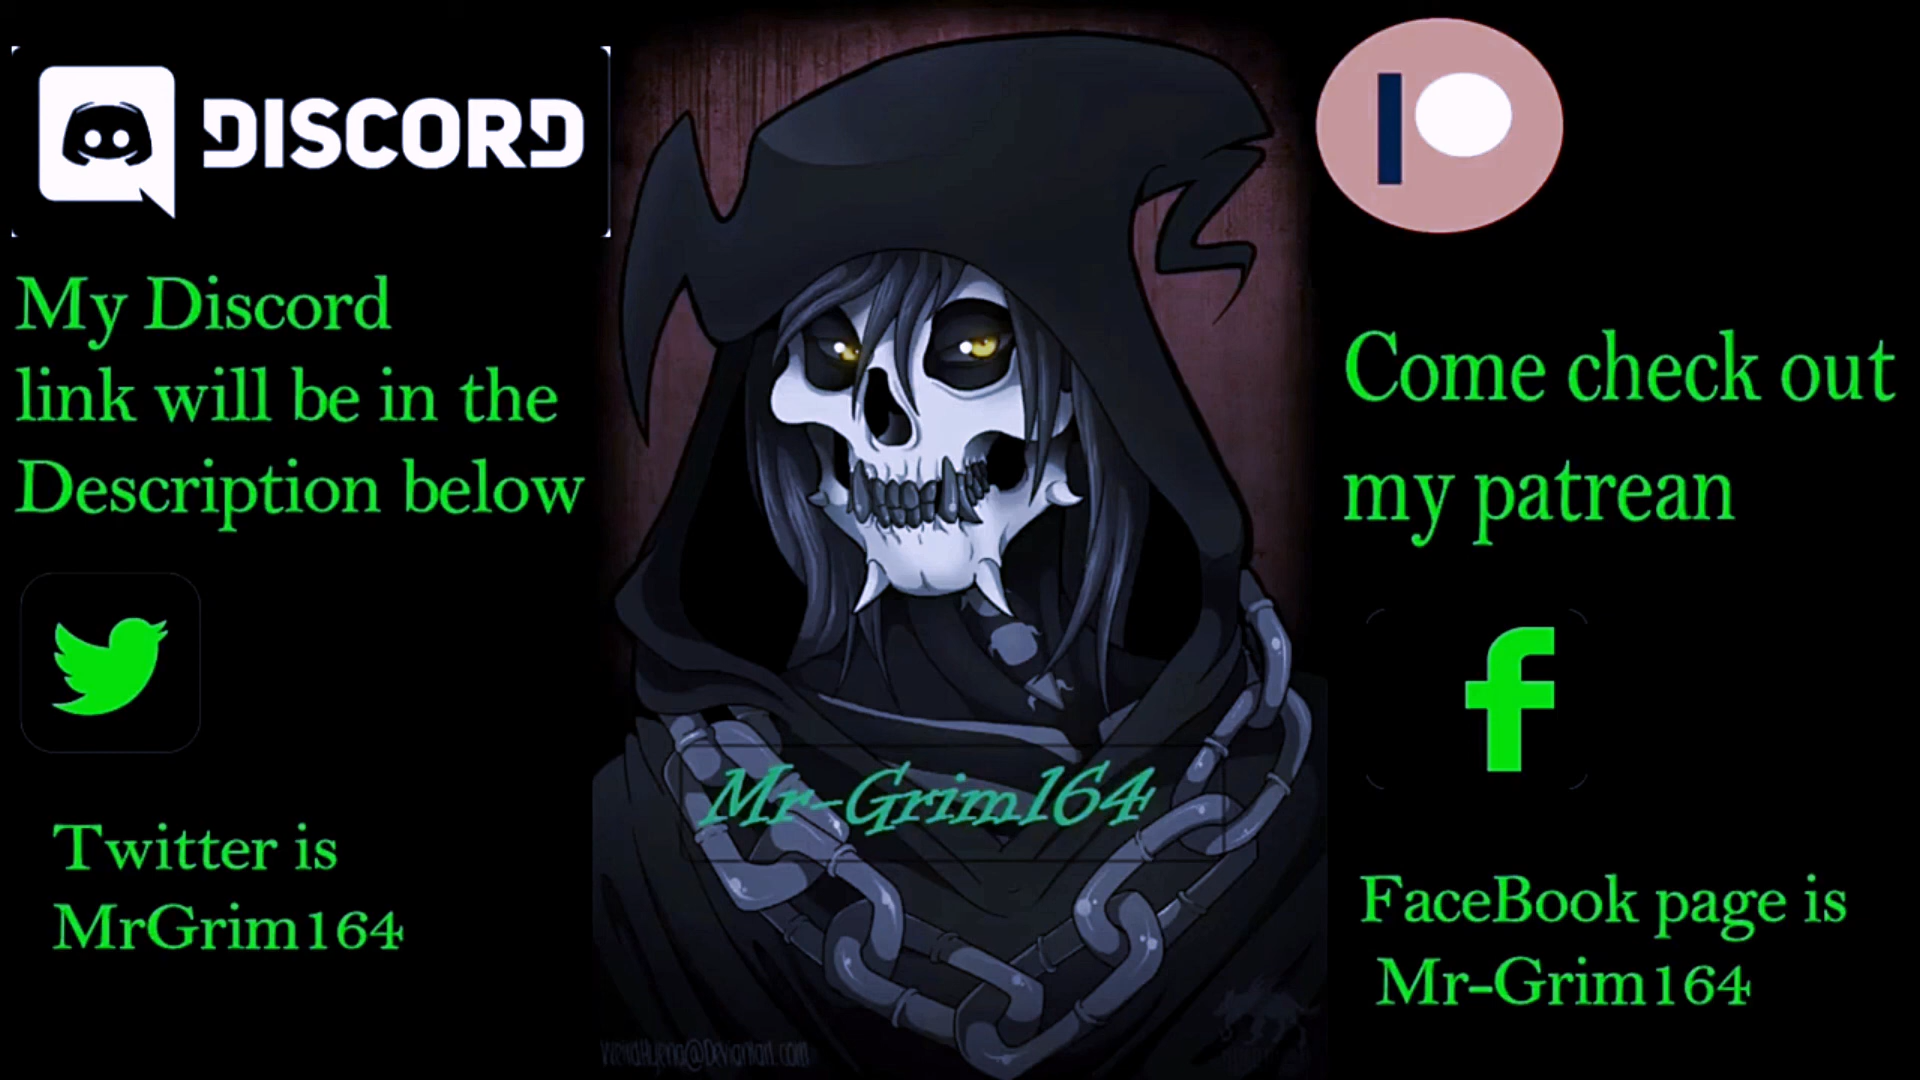 DISCORD
My Discord
link will be in the
Description below
Twitter is
MrGrim164
Mr-Grim164
Come check out
my patrean
FaceBook page is
Mr-Grim164